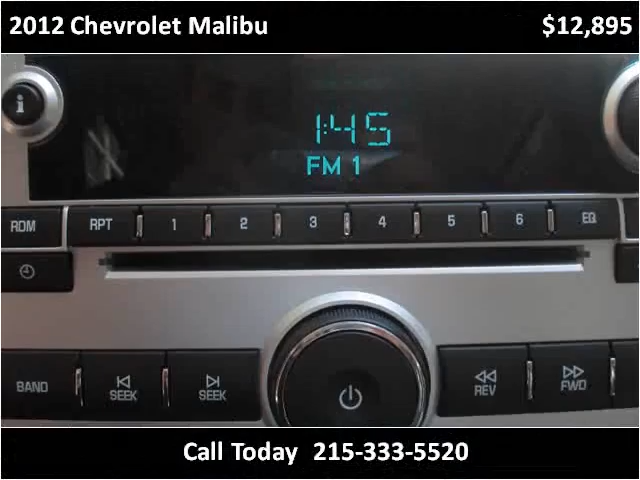 2012 Chevrolet Malibu $12,895
1:45
FM 1
RDM RPT 1 2 3 4 5 6 EQ
BAND SEEK SEEK REV FWD
Call Today 215-333-5520